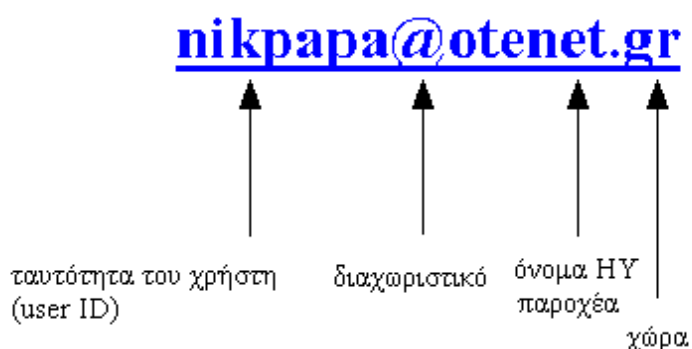 nikpapa@otenet.gr
ταυτότητα του χρήστη
(user ID)
διαχωριστικό
όνομα ΗΥ
παροχέα
χώρα